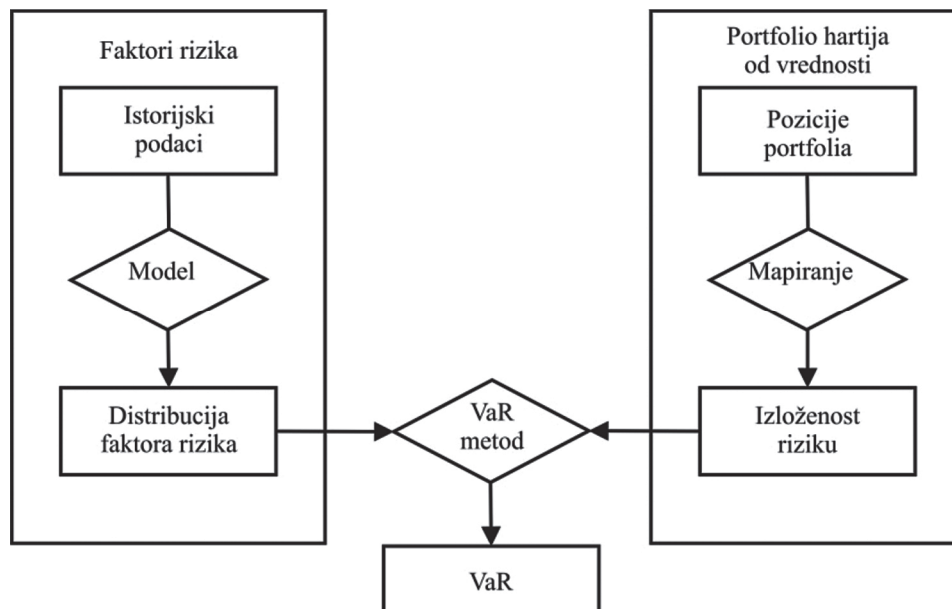 Faktori rizika
Istorijski
podaci
Model
Distribucija
faktora rizika
Portfolio hartija
od vrednosti
Pozicije
portfolia
Mapiranje
Izloženost
riziku
VaR
metod
VaR